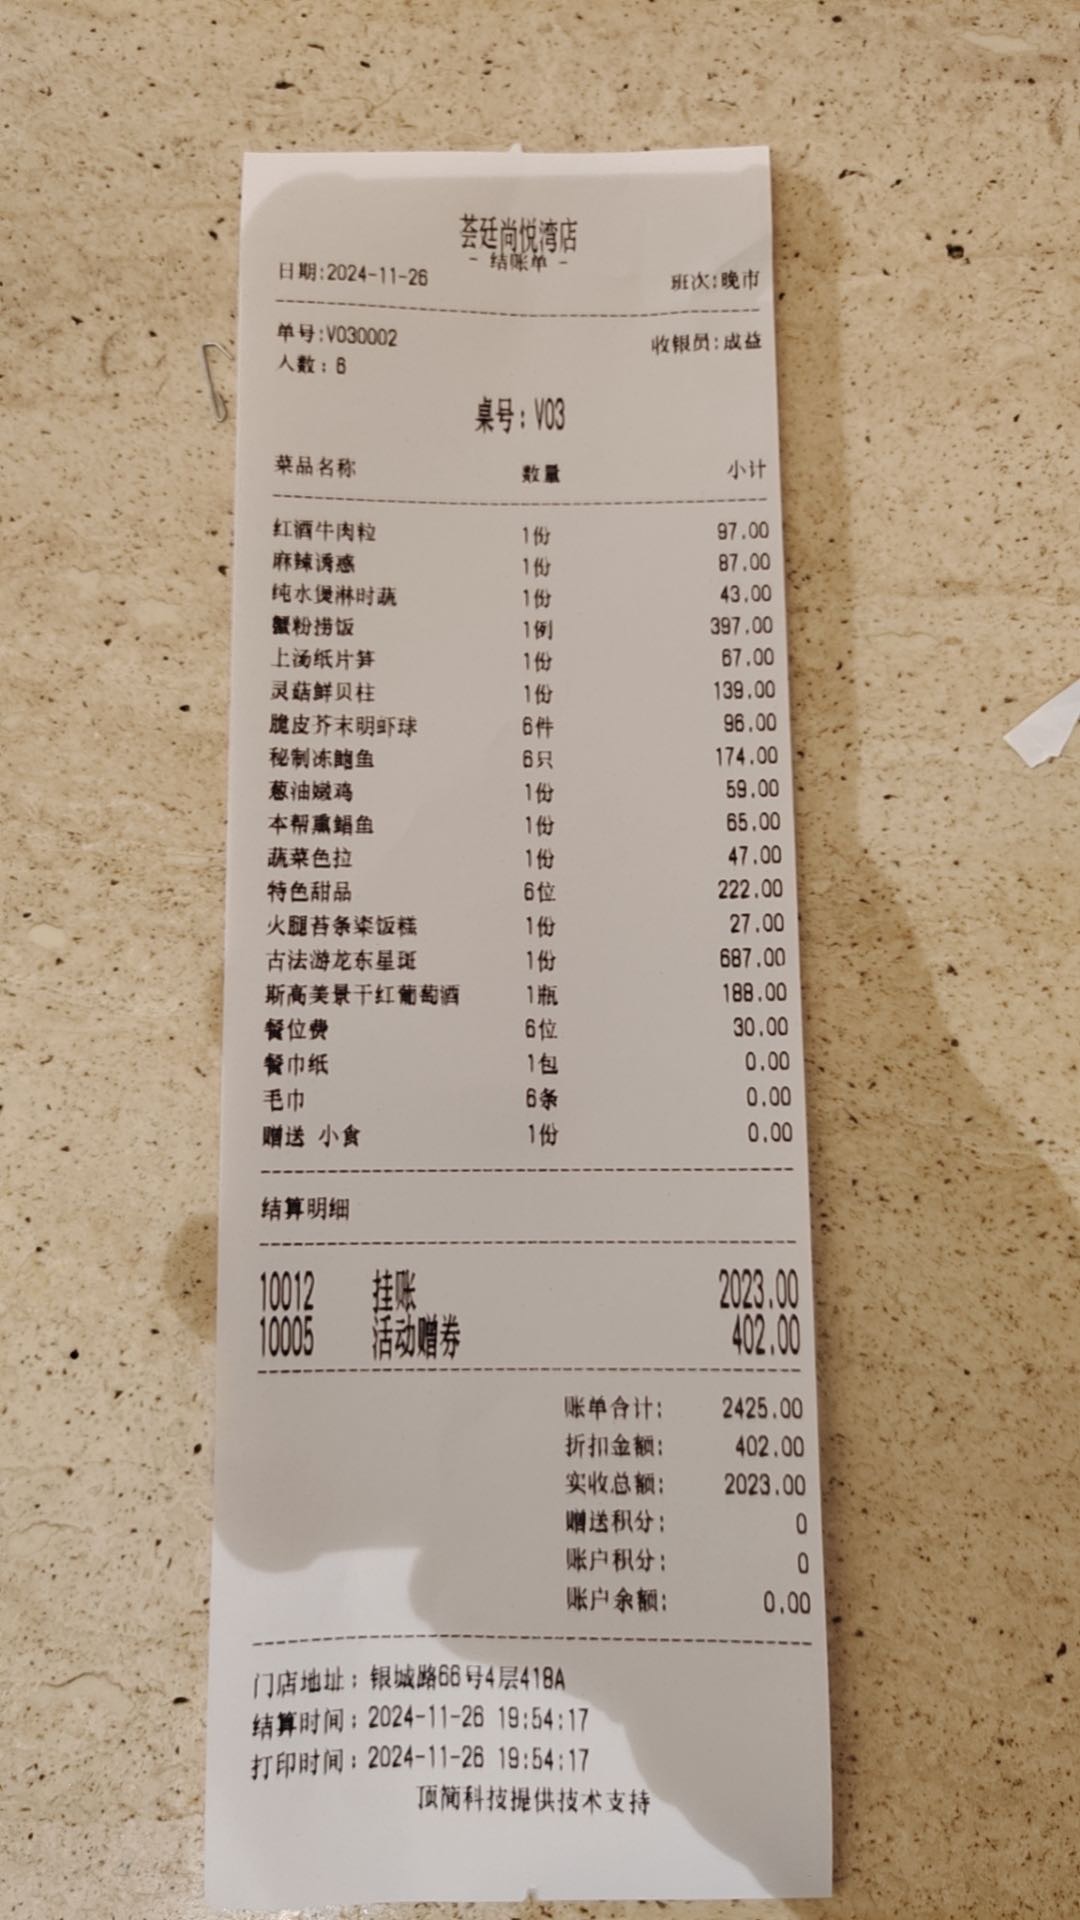 荟廷尚悦湾店
- 结账单 -
日期:2024-11-26 班次:晚市
单号:V030002 收银员:成益
人数: 6
桌号: V03
菜品名称 数量 小计
红酒牛肉粒 1份 97.00
麻辣诱惑 1份 87.00
纯水煲淋时蔬 1份 43.00
蟹粉捞饭 1例 397.00
上汤纸片笋 1份 67.00
灵菇鲜贝柱 1份 139.00
脆皮芥末明虾球 6件 96.00
秘制冻鲍鱼 6只 174.00
葱油嫩鸡 1份 59.00
本帮熏鲳鱼 1份 65.00
蔬菜色拉 1份 47.00
特色甜品 6位 222.00
火腿苔条粢饭糕 1份 27.00
古法游龙东星斑 1份 687.00
斯高美景干红葡萄酒 1瓶 188.00
餐位费 6位 30.00
餐巾纸 1包 0.00
毛巾 6条 0.00
赠送 小食 1份 0.00
结算明细
10012 挂账 2023.00
10005 活动赠券 402.00
账单合计: 2425.00
折扣金额: 402.00
实收总额: 2023.00
赠送积分: 0
账户积分: 0
账户余额: 0.00
门店地址: 银城路66号4层418A
结算时间: 2024-11-26 19:54:17
打印时间: 2024-11-26 19:54:17
顶简科技提供技术支持